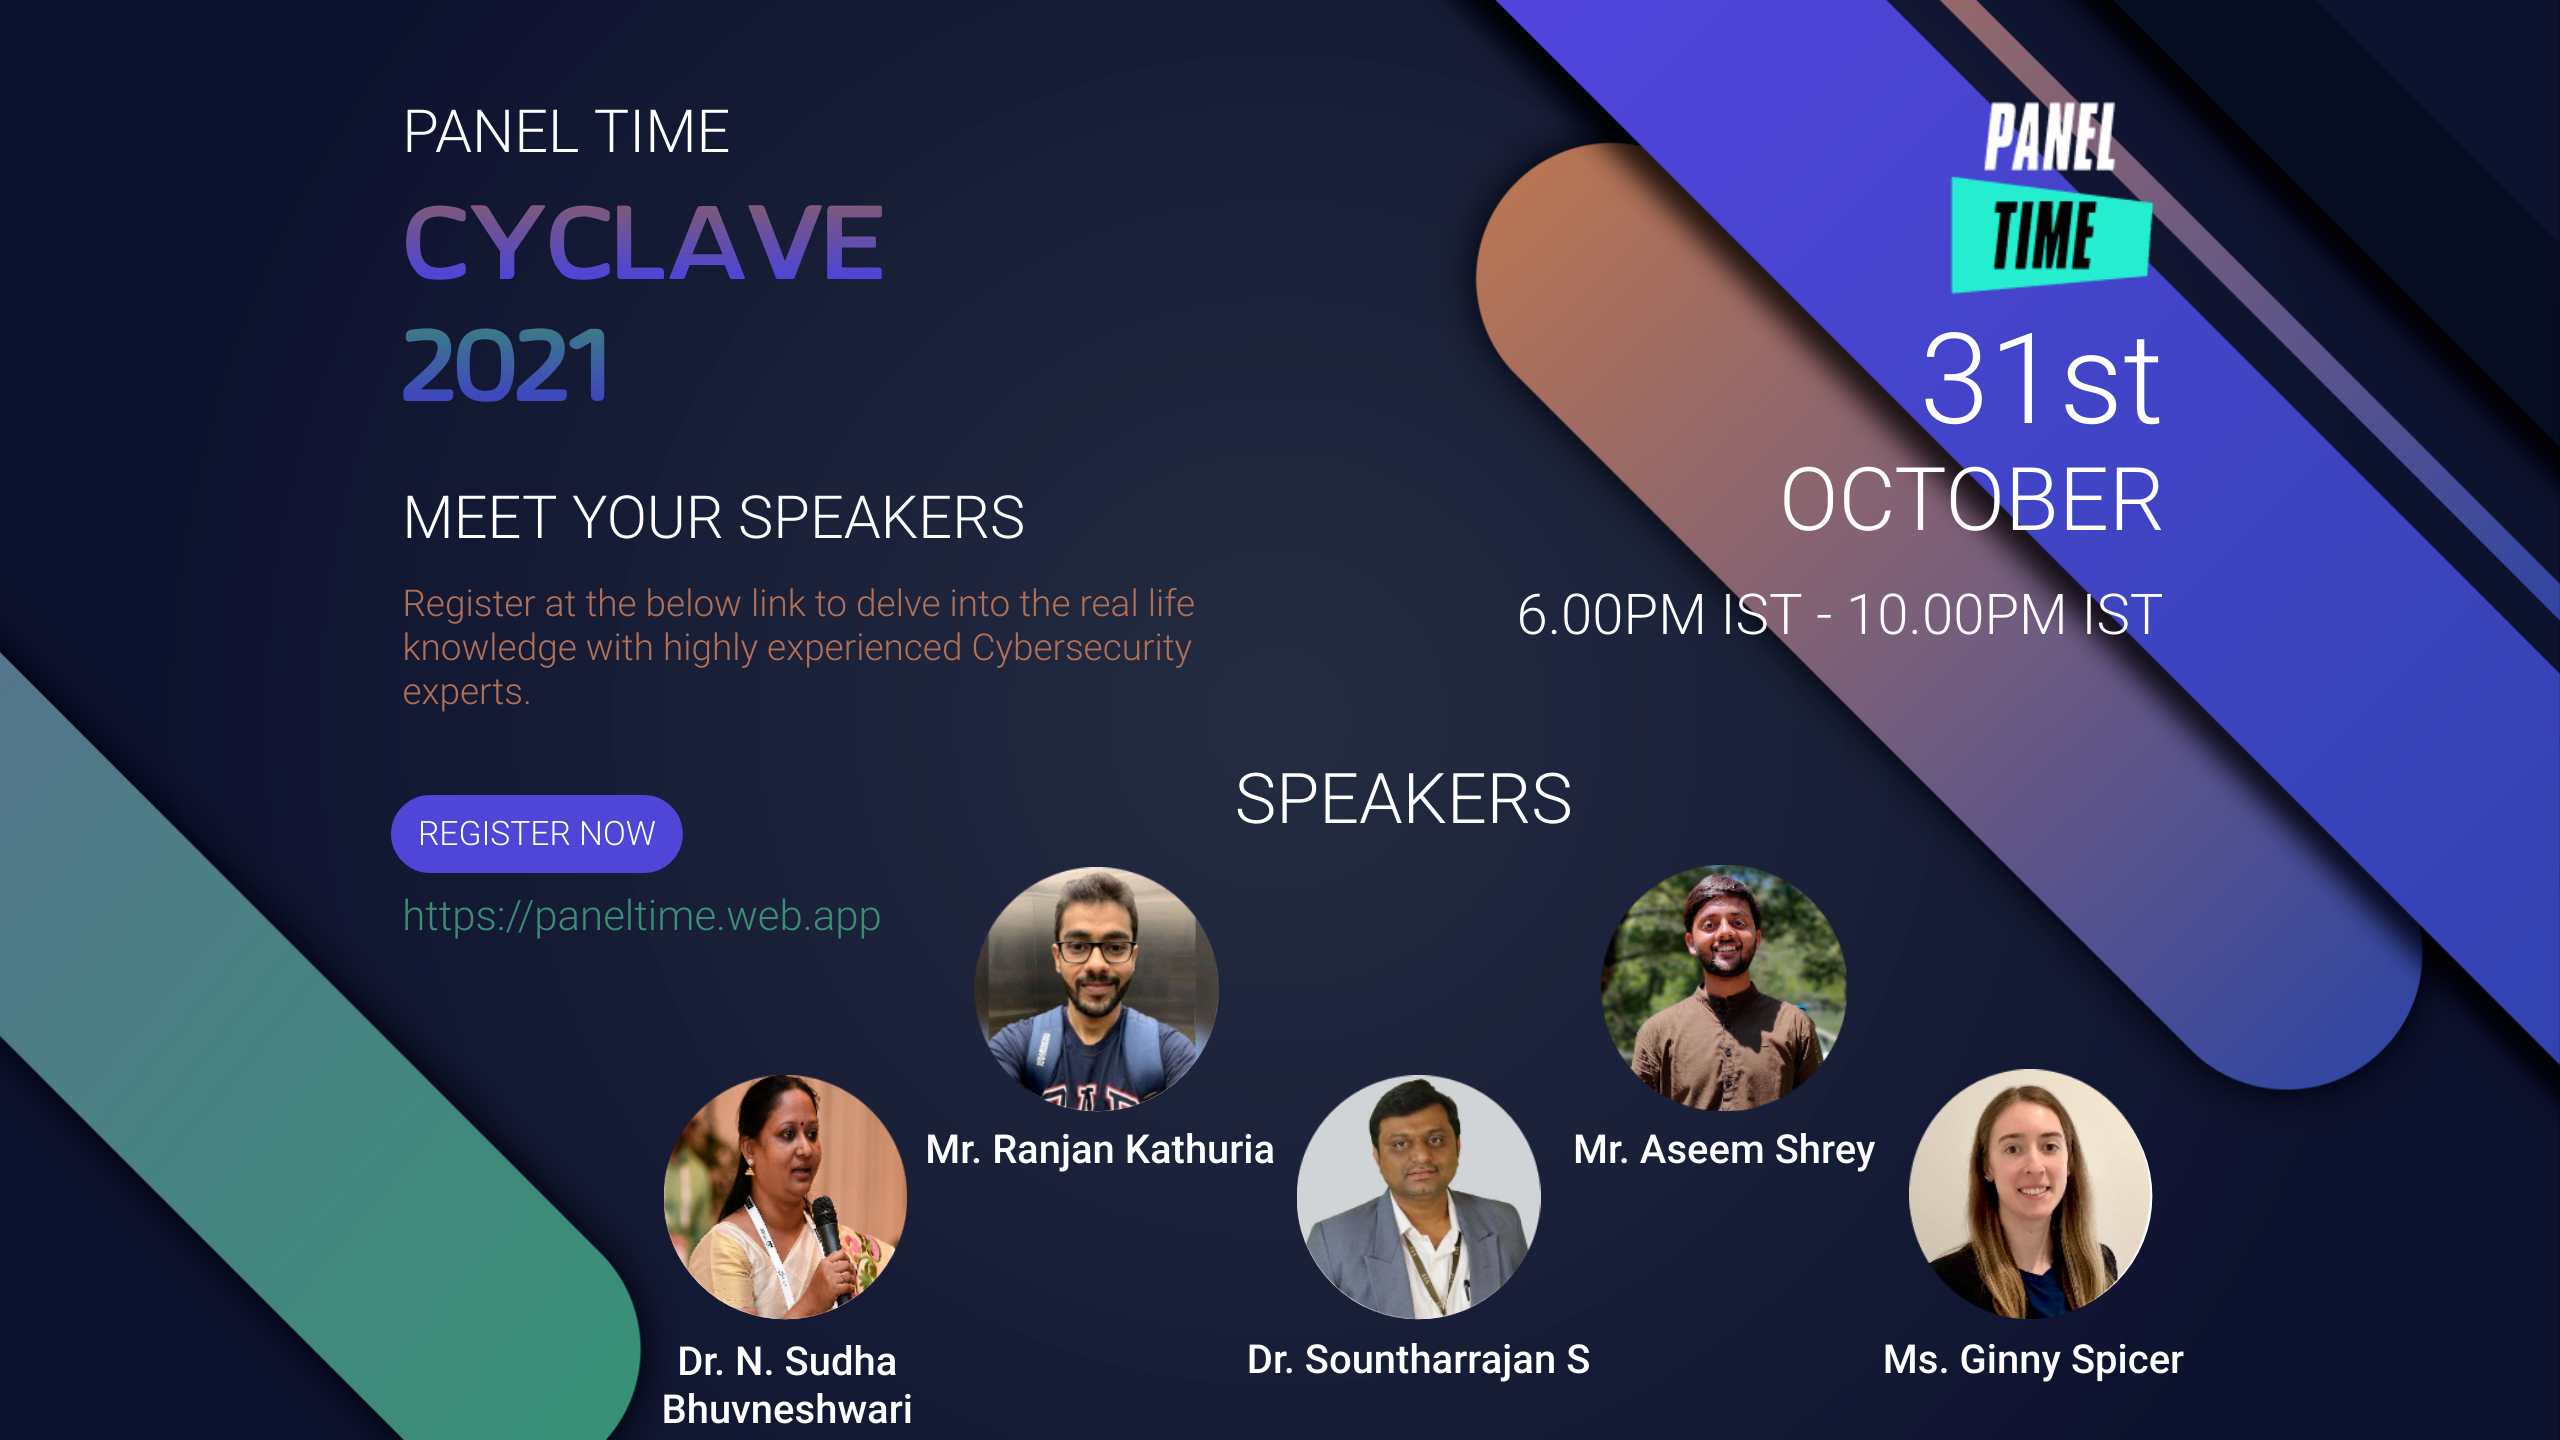 PANEL TIME
CYCLAVE
2021
MEET YOUR SPEAKERS
Register at the below link to delve into the real life
knowledge with highly experienced Cybersecurity
experts.
REGISTER NOW
https://paneltime.web.app
PANEL
TIME
31st
OCTOBER
6.00PM IST - 10.00PM IST
SPEAKERS
Mr. Ranjan Kathuria
Mr. Aseem Shrey
Dr. N. Sudha
Bhuvneshwari
Dr. Sountharrajan S
Ms. Ginny Spicer